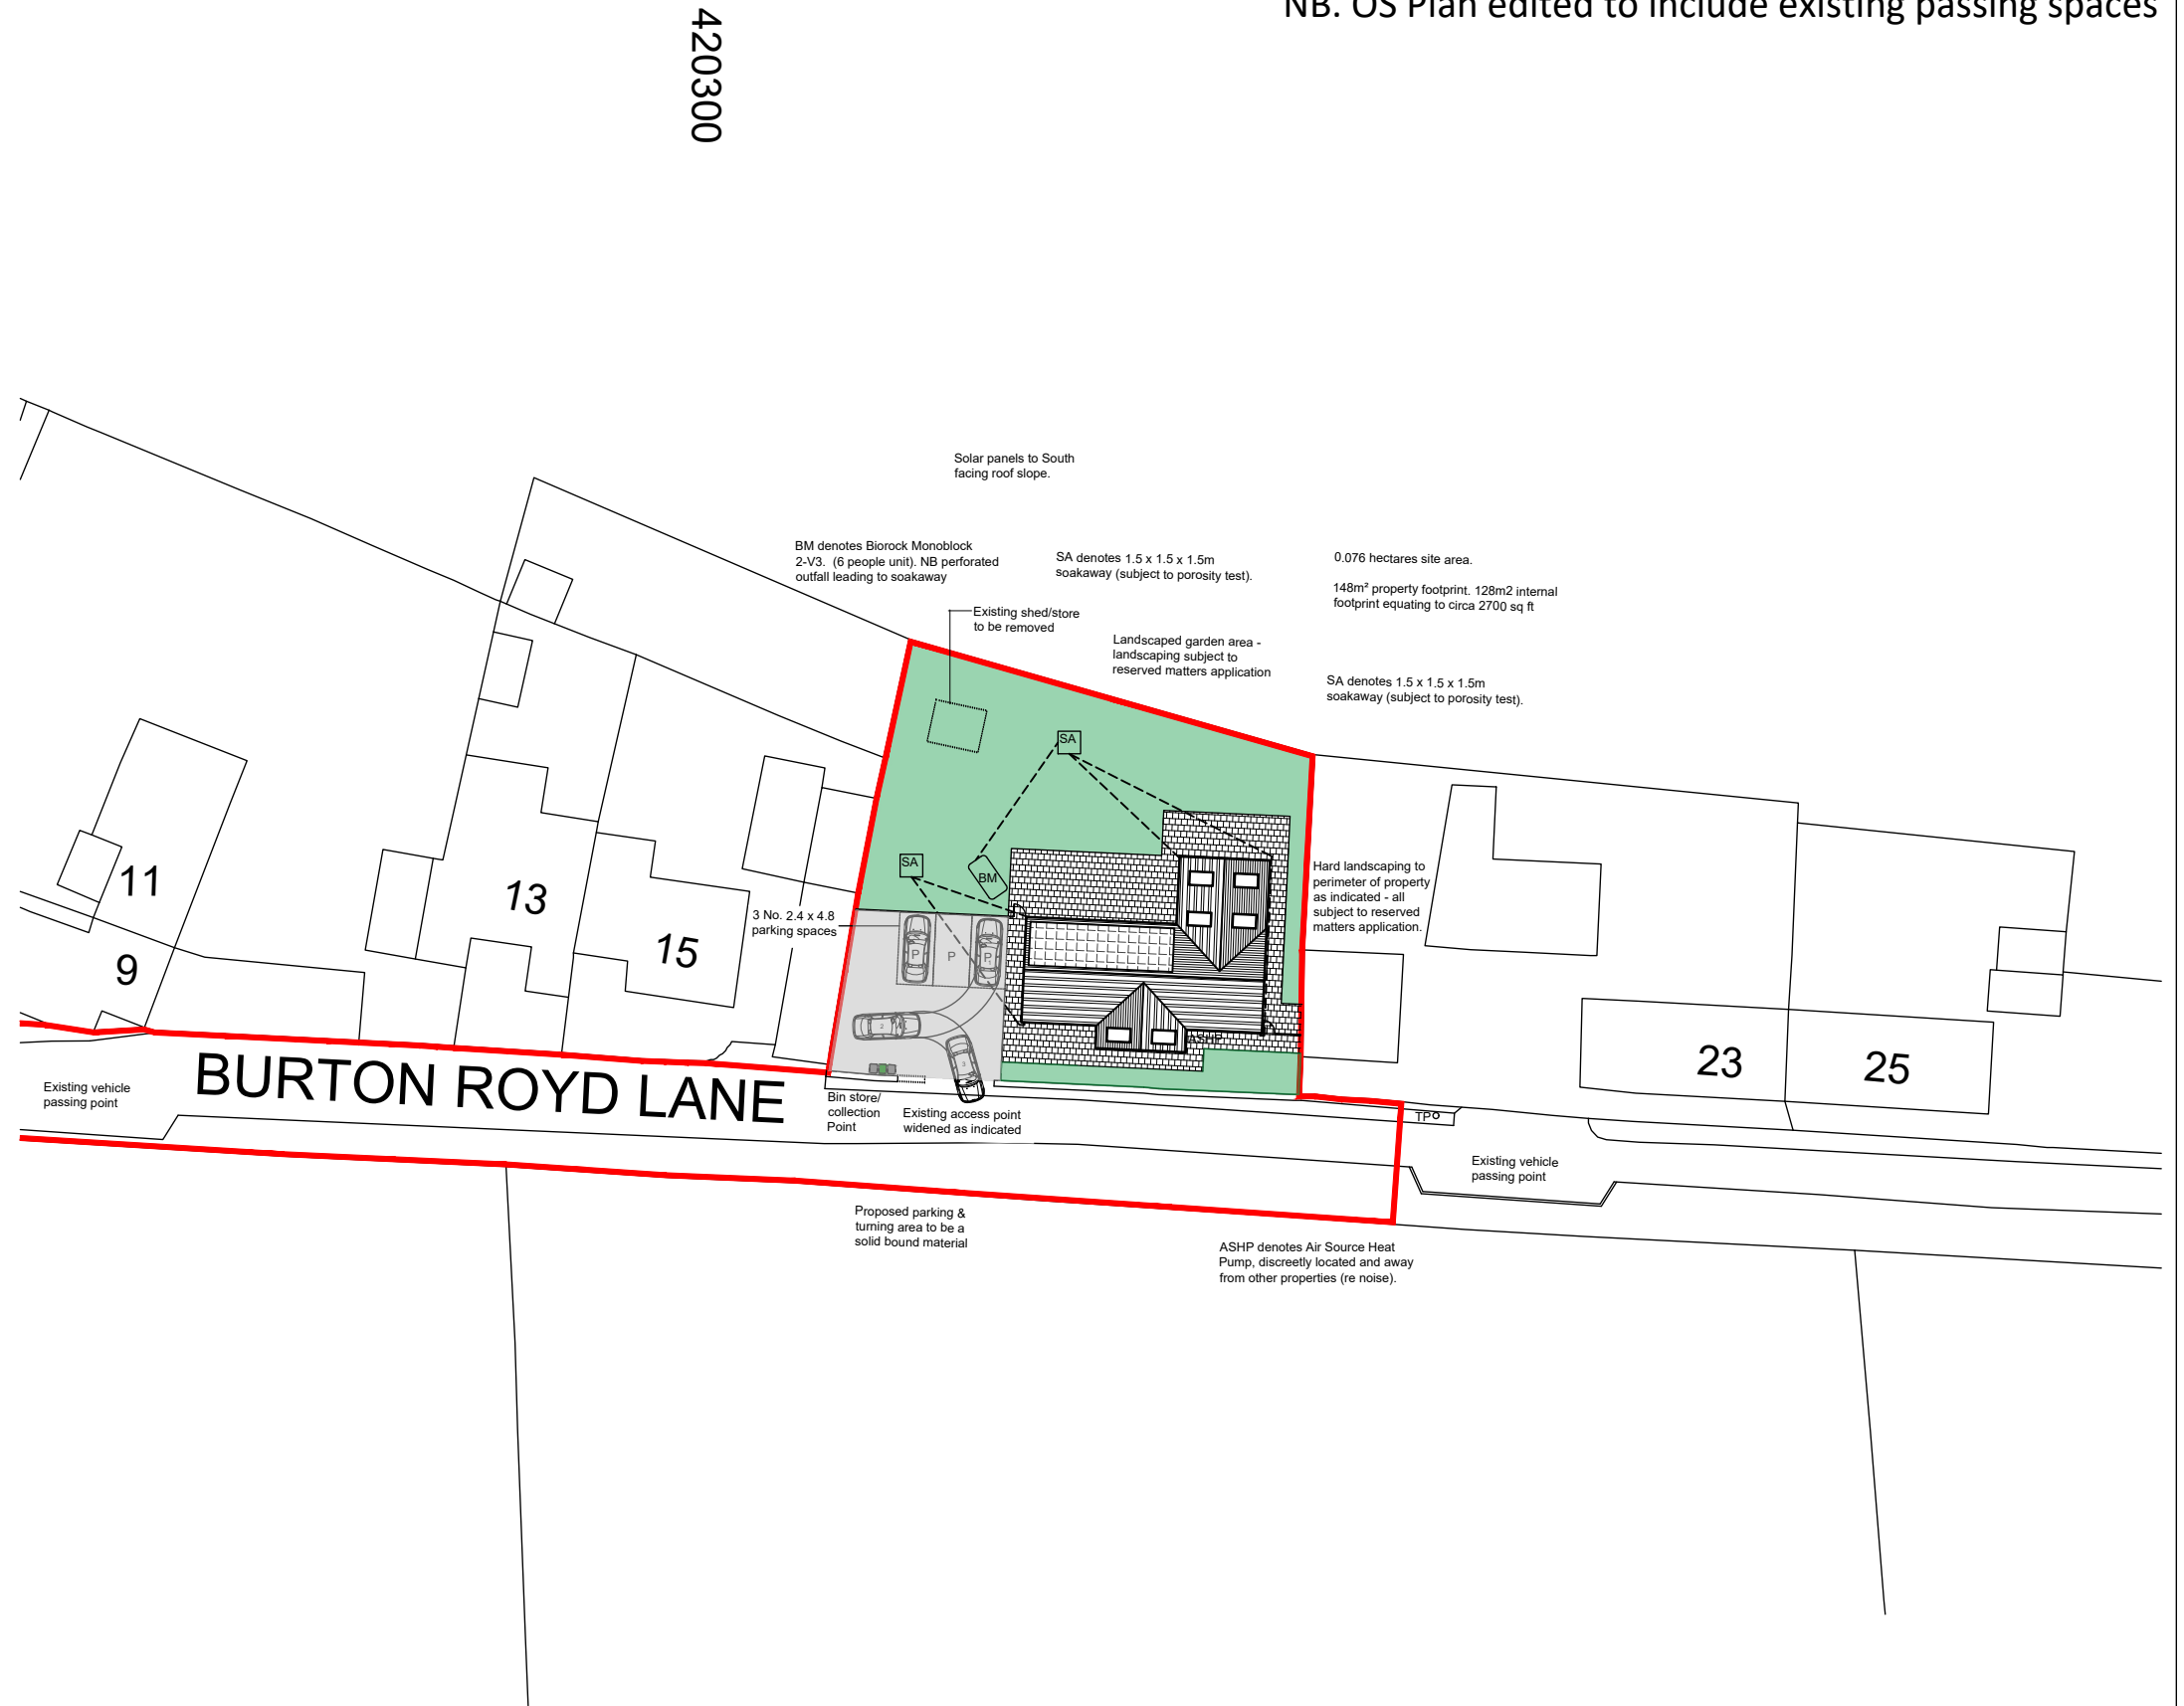 NB. OS Plan edited to include existing passing spaces
420300
Solar panels to South
facing roof slope.
BM denotes Biorock Monoblock
2-V3. (6 people unit). NB perforated
outfall leading to soakaway
SA denotes 1.5 x 1.5 x 1.5m
soakaway (subject to porosity test).
0.076 hectares site area.
148m² property footprint. 128m2 internal
footprint equating to circa 2700 sq ft
Existing shed/store
to be removed
Landscaped garden area -
landscaping subject to
reserved matters application
SA denotes 1.5 x 1.5 x 1.5m
soakaway (subject to porosity test).
SA
SA
BM
11
13
15
9
3 No. 2.4 x 4.8
parking spaces
P
P
P
Hard landscaping to
perimeter of property
as indicated - all
subject to reserved
matters application.
ASHP
23
25
BURTON ROYD LANE
Existing vehicle
passing point
Bin store/
collection
Point
Existing access point
widened as indicated
TP
Existing vehicle
passing point
Proposed parking &
turning area to be a
solid bound material
ASHP denotes Air Source Heat
Pump, discreetly located and away
from other properties (re noise).